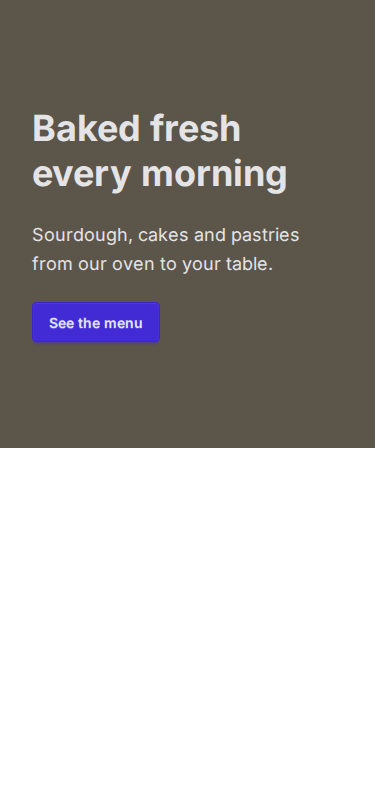 Baked fresh
every morning
Sourdough, cakes and pastries
from our oven to your table.
See the menu